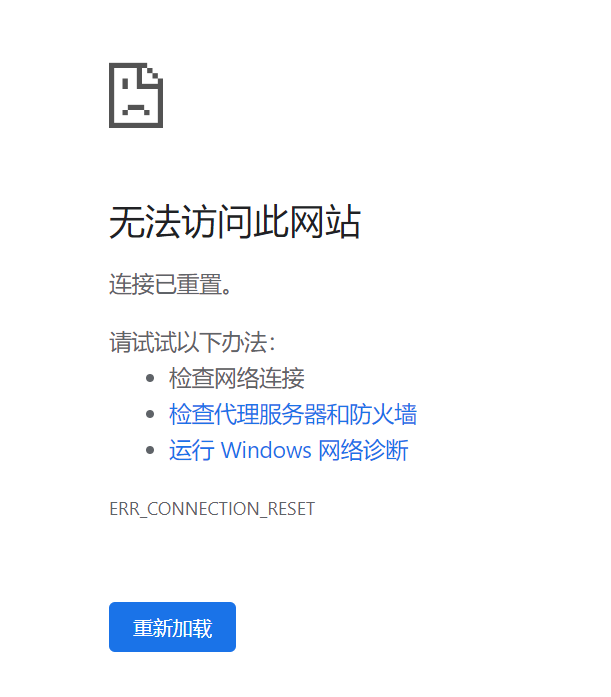 无法访问此网站
连接已重置。
请试试以下办法：
检查网络连接
检查代理服务器和防火墙
运行 Windows 网络诊断
ERR_CONNECTION_RESET
重新加载